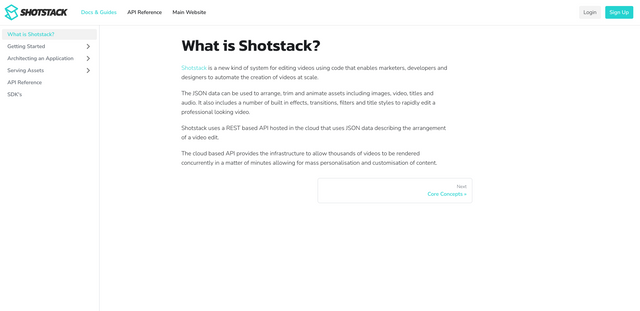 SHOTSTACK
Docs & Guides API Reference Main Website Login Sign Up
What is Shotstack?
Getting Started
Architecting an Application
Serving Assets
API Reference
SDK's
What is Shotstack?
Shotstack is a new kind of system for editing videos using code that enables marketers, developers and
designers to automate the creation of videos at scale.
The JSON data can be used to arrange, trim and animate assets including images, video, titles and
audio. It also includes a number of built in effects, transitions, filters and title styles to rapidly edit a
professional looking video.
Shotstack uses a REST based API hosted in the cloud that uses JSON data describing the arrangement
of a video edit.
The cloud based API provides the infrastructure to allow thousands of videos to be rendered
concurrently in a matter of minutes allowing for mass personalisation and customisation of content.
Next
Core Concepts »